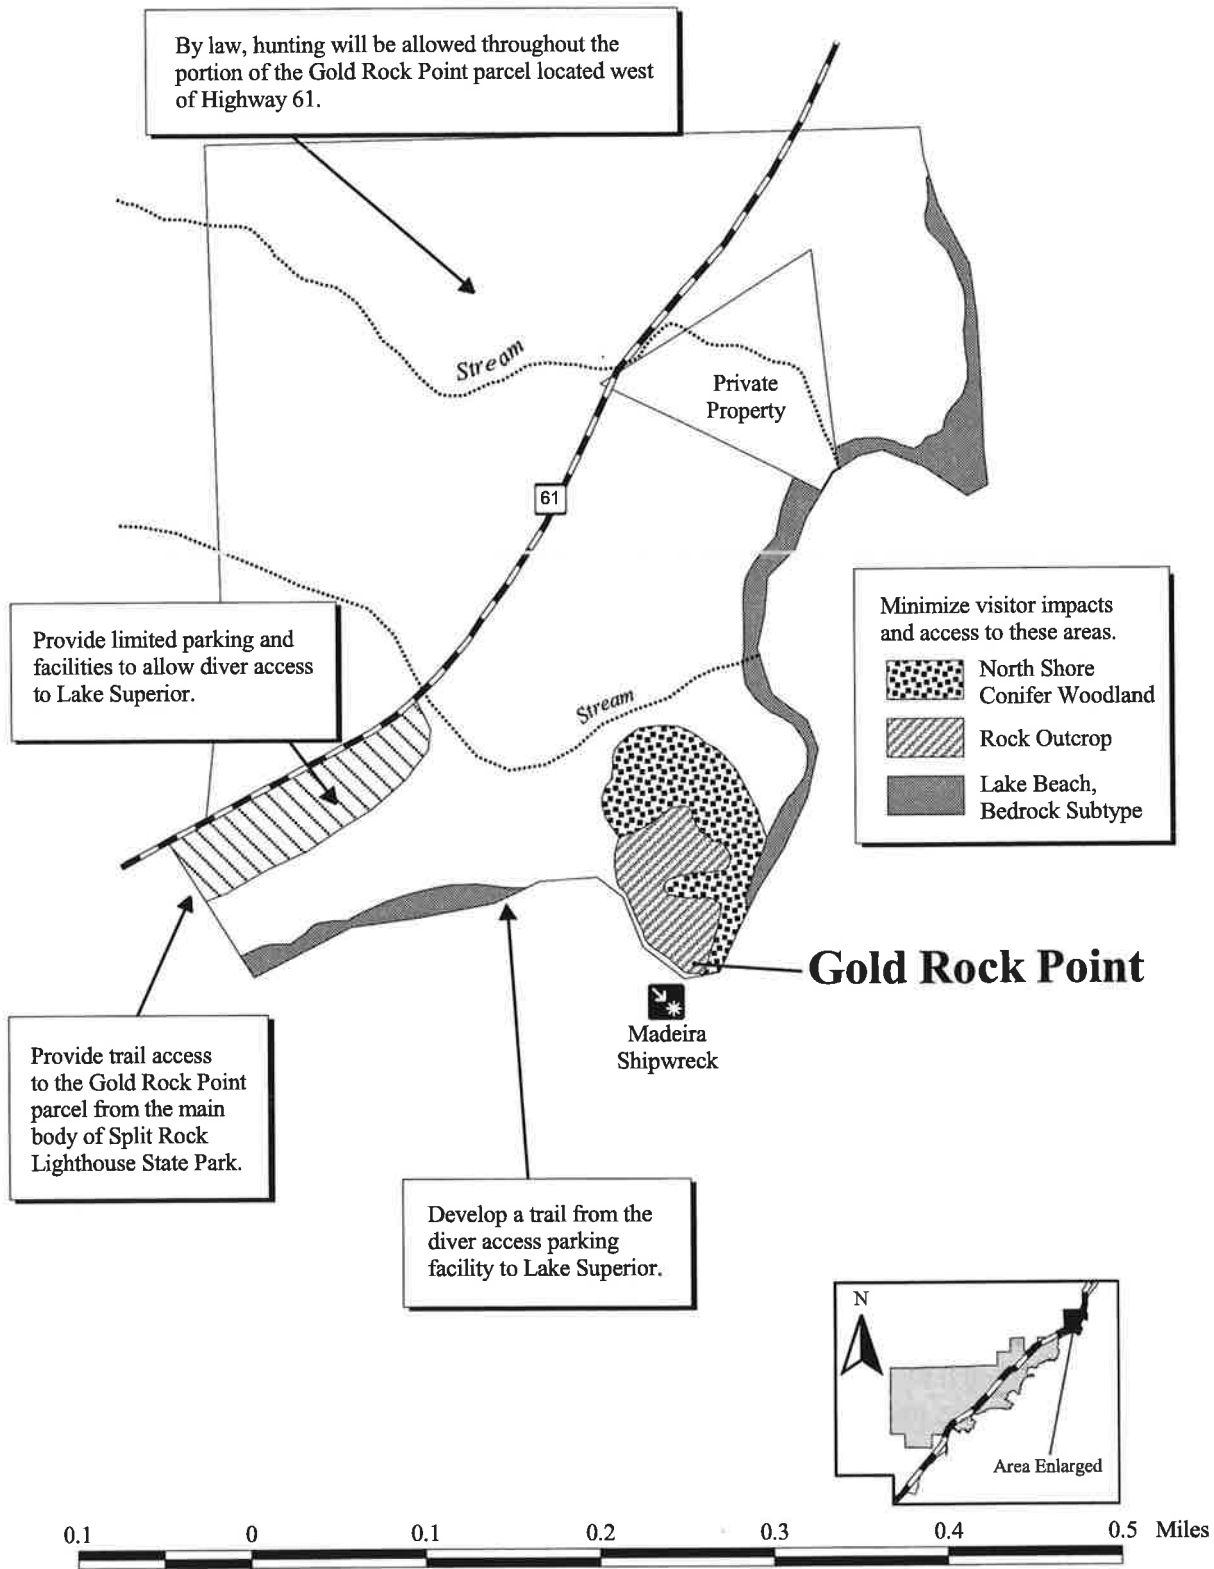 By law, hunting will be allowed throughout the
portion of the Gold Rock Point parcel located west
of Highway 61.
Stream
Private
Property
61
Minimize visitor impacts
and access to these areas.
North Shore
Conifer Woodland
Rock Outcrop
Lake Beach,
Bedrock Subtype
Provide limited parking and
facilities to allow diver access
to Lake Superior.
Stream
Gold Rock Point
Madeira
Shipwreck
Provide trail access
to the Gold Rock Point
parcel from the main
body of Split Rock
Lighthouse State Park.
Develop a trail from the
diver access parking
facility to Lake Superior.
N
Area Enlarged
0.1 0 0.1 0.2 0.3 0.4 0.5 Miles